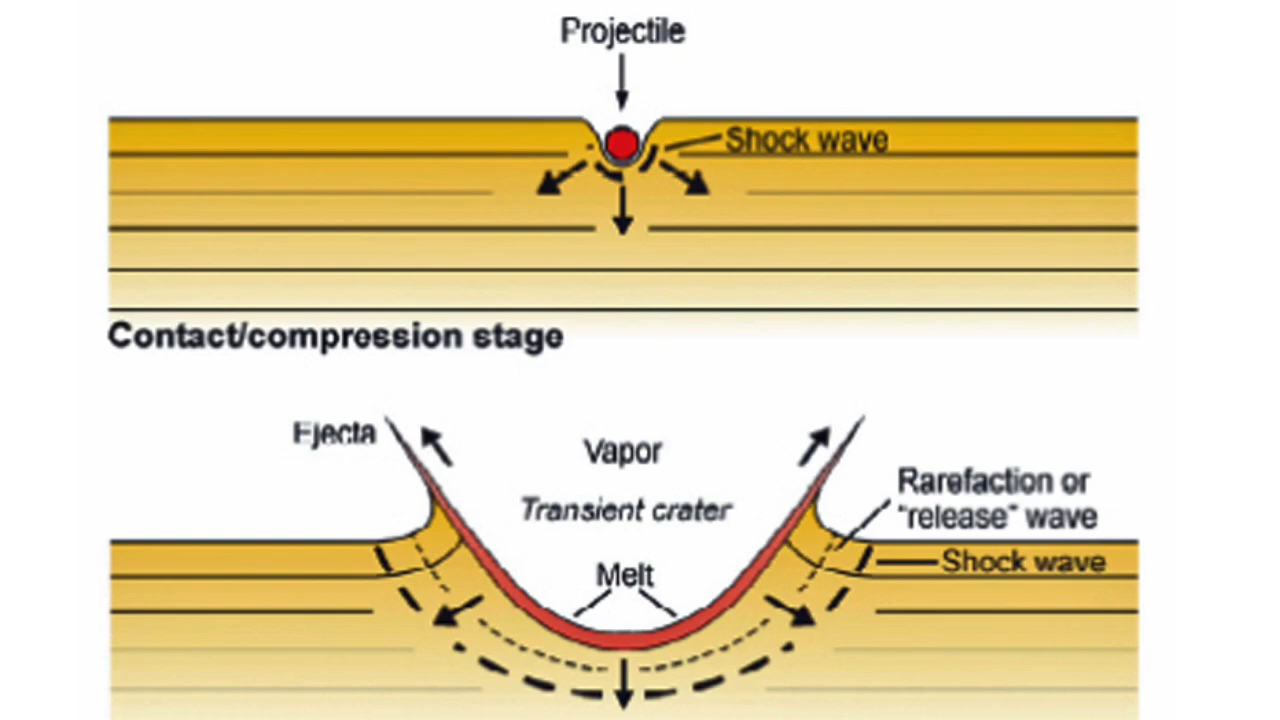 Projectile
Shock wave
Contact/compression stage
Ejecta
Vapor
Transient crater
Melt
Rarefaction or
"release" wave
Shock wave